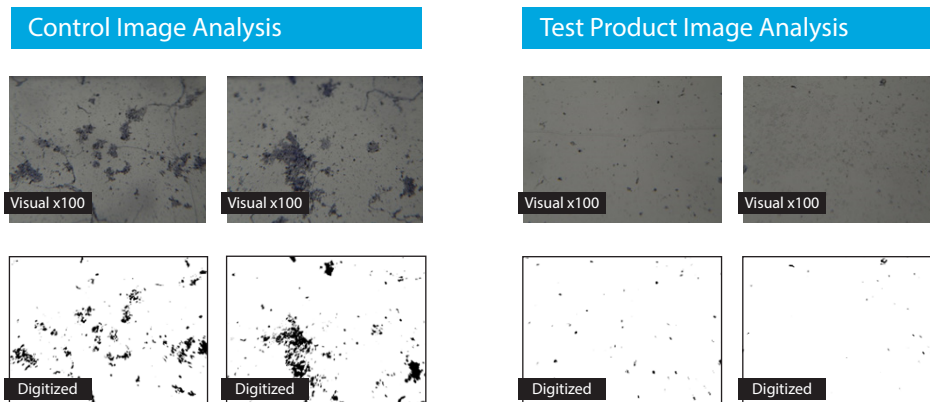 Control Image Analysis
Test Product Image Analysis
Visual x100
Visual x100
Visual x100
Visual x100
Digitized
Digitized
Digitized
Digitized